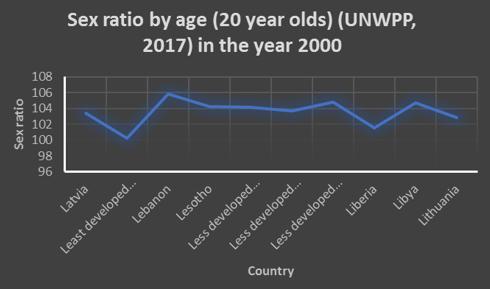 Sex ratio by age (20 year olds) (UNWPP,
2017) in the year 2000
108
106
104
102
100
98
96
Sex ratio
Latvia
Least developed...
Lebanon
Lesotho
Less developed...
Less developed...
Less developed...
Liberia
Libya
Lithuania
Country